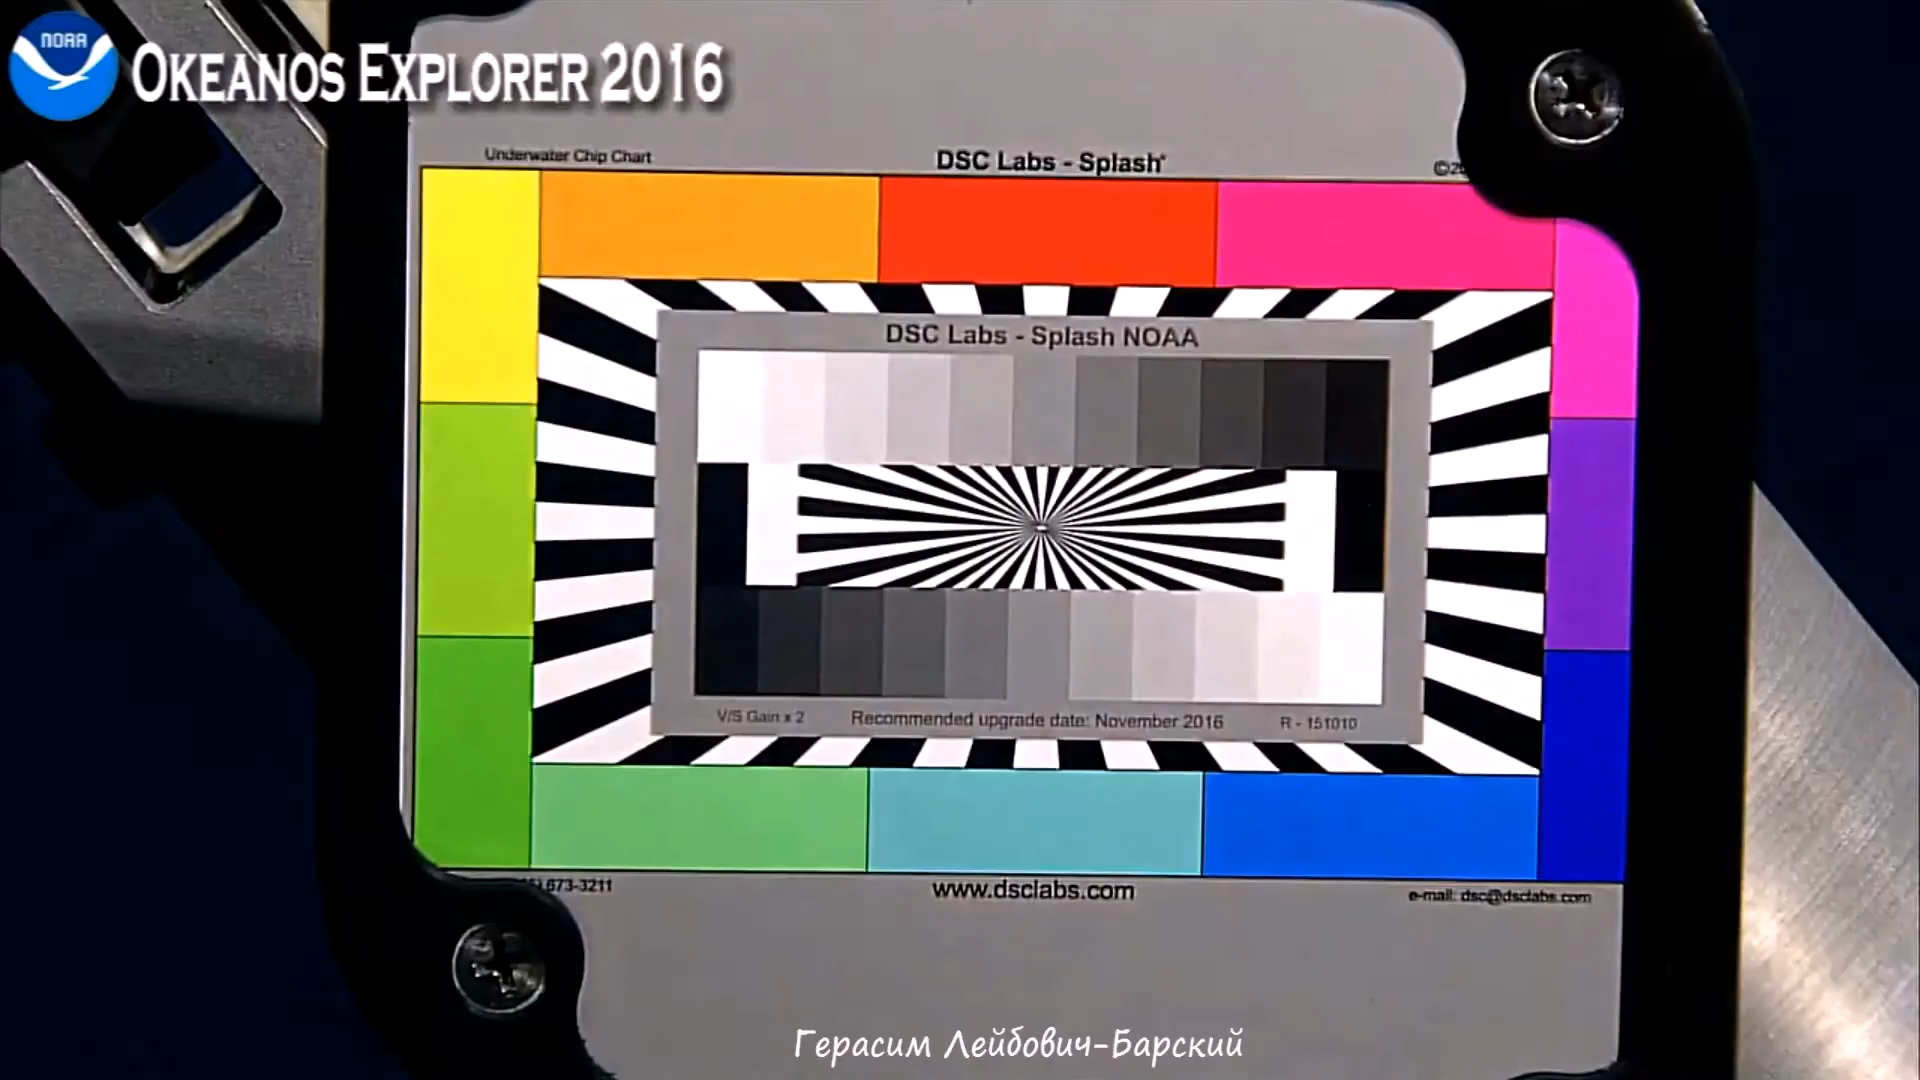 NOAA
OKEANOS EXPLORER 2016
Underwater Chip Chart
DSC Labs - Splash
DSC Labs - Splash NOAA
V/S Gain x 2
Recommended upgrade date: November 2016
R - 151010
673-3211
www.dsclabs.com
e-mail: dsc@dsclabs.com
Герасим Лейбович-Барский